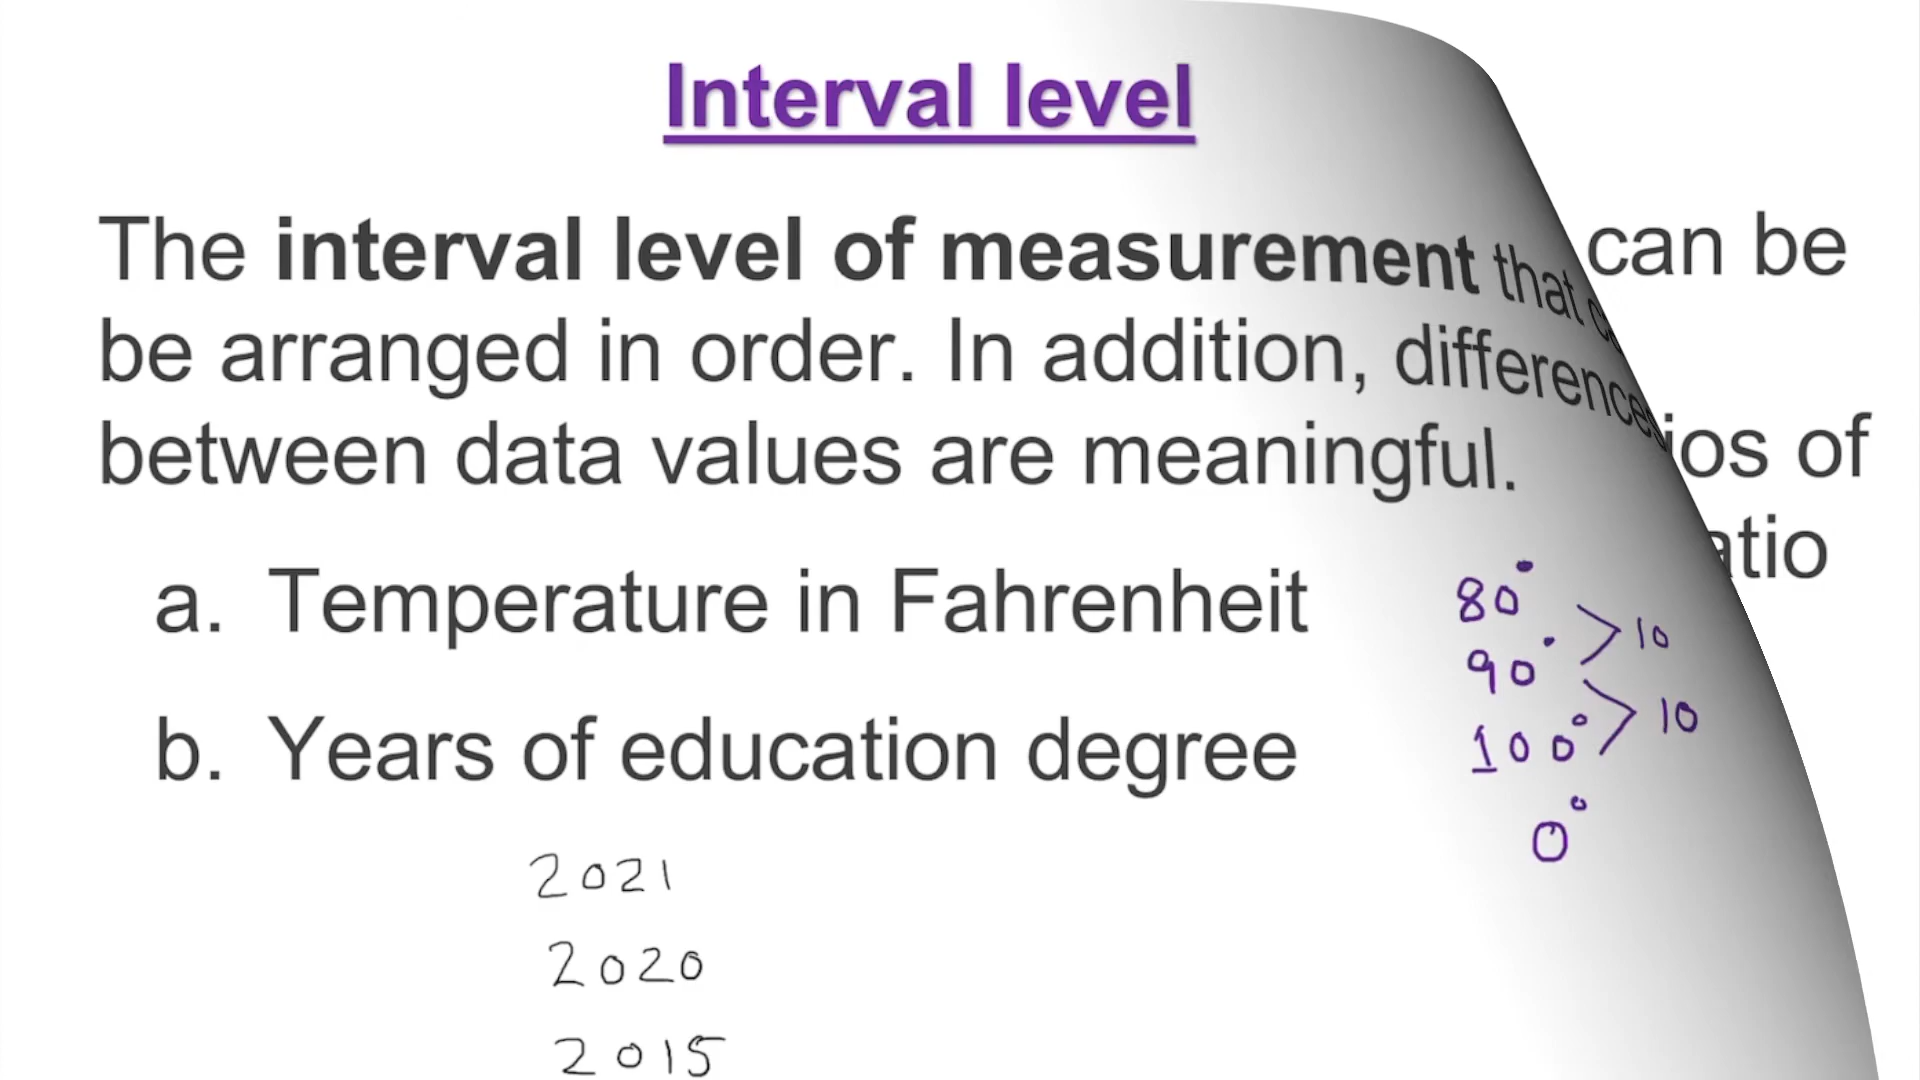 Interval level
The interval level of measurement that can be
be arranged in order. In addition, differences ios of
between data values are meaningful. atio
a. Temperature in Fahrenheit
80°
90° > 10
b. Years of education degree
100° > 10
0°
2021
2020
2015